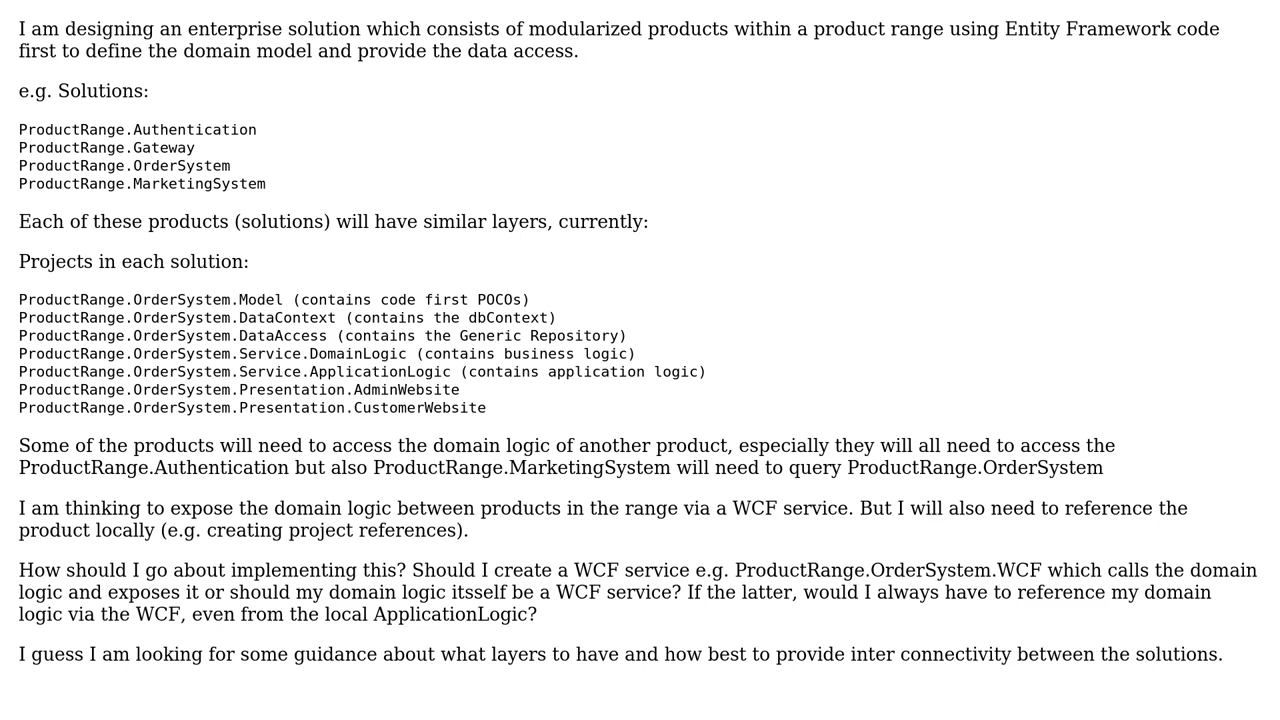 I am designing an enterprise solution which consists of modularized products within a product range using Entity Framework code
first to define the domain model and provide the data access.
e.g. Solutions:
ProductRange.Authentication
ProductRange.Gateway
ProductRange.OrderSystem
ProductRange.MarketingSystem
Each of these products (solutions) will have similar layers, currently:
Projects in each solution:
ProductRange.OrderSystem.Model (contains code first POCOs)
ProductRange.OrderSystem.DataContext (contains the dbContext)
ProductRange.OrderSystem.DataAccess (contains the Generic Repository)
ProductRange.OrderSystem.Service.DomainLogic (contains business logic)
ProductRange.OrderSystem.Service.ApplicationLogic (contains application logic)
ProductRange.OrderSystem.Presentation.AdminWebsite
ProductRange.OrderSystem.Presentation.CustomerWebsite
Some of the products will need to access the domain logic of another product, especially they will all need to access the
ProductRange.Authentication but also ProductRange.MarketingSystem will need to query ProductRange.OrderSystem
I am thinking to expose the domain logic between products in the range via a WCF service. But I will also need to reference the
product locally (e.g. creating project references).
How should I go about implementing this? Should I create a WCF service e.g. ProductRange.OrderSystem.WCF which calls the domain
logic and exposes it or should my domain logic itsself be a WCF service? If the latter, would I always have to reference my domain
logic via the WCF, even from the local ApplicationLogic?
I guess I am looking for some guidance about what layers to have and how best to provide inter connectivity between the solutions.